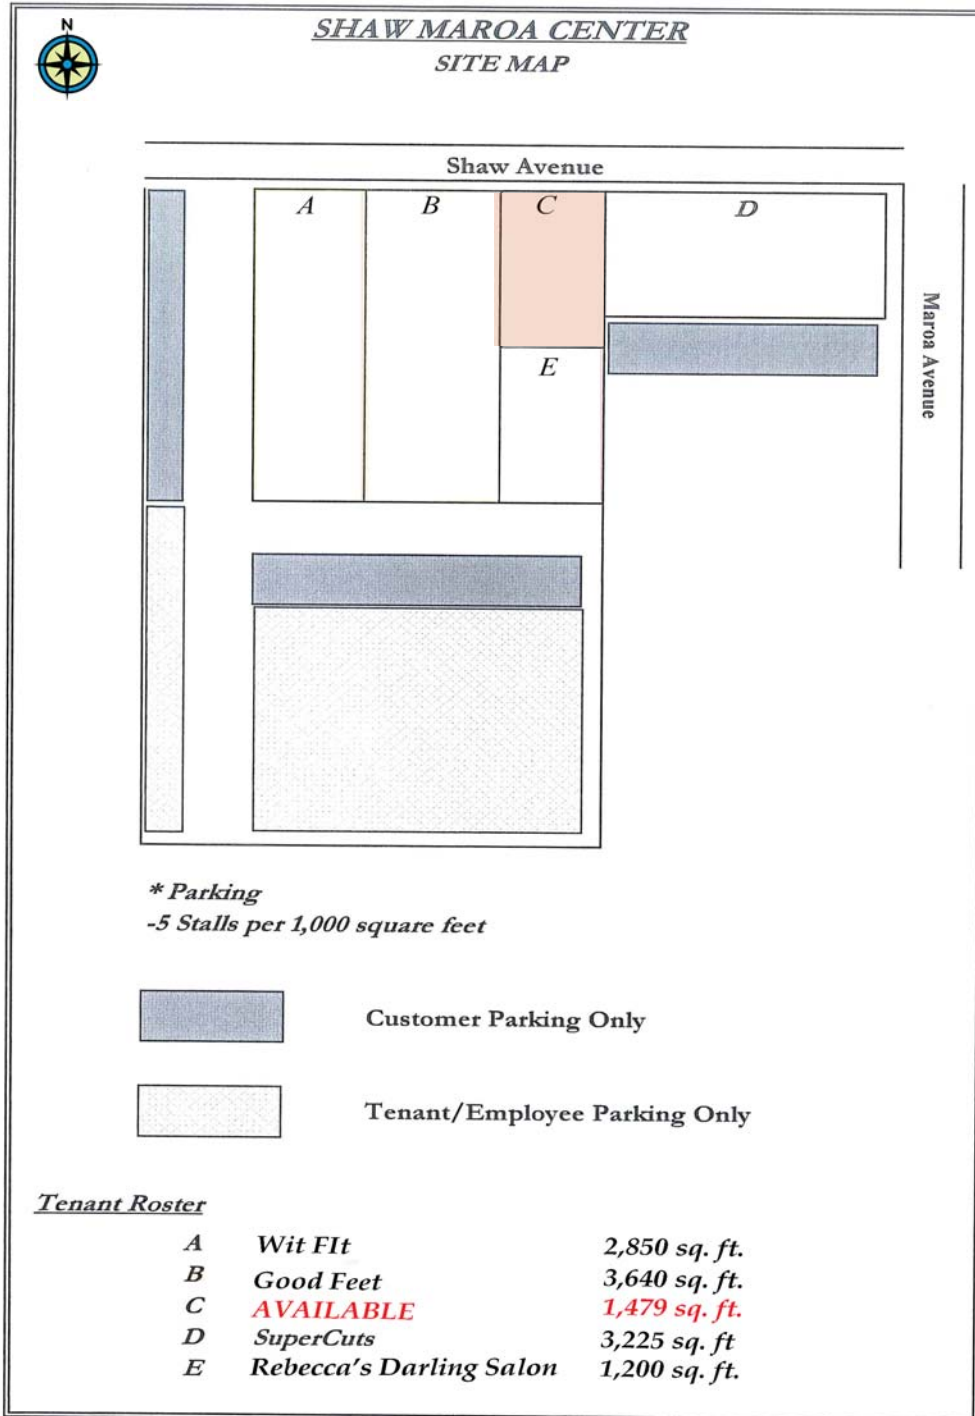 N
SHAW MAROA CENTER
SITE MAP
Shaw Avenue
A B C D
E
Maroa Avenue
* Parking
-5 Stalls per 1,000 square feet
Customer Parking Only
Tenant/Employee Parking Only
Tenant Roster
A Wit FIt 2,850 sq. ft.
B Good Feet 3,640 sq. ft.
C AVAILABLE 1,479 sq. ft.
D SuperCuts 3,225 sq. ft
E Rebecca's Darling Salon 1,200 sq. ft.